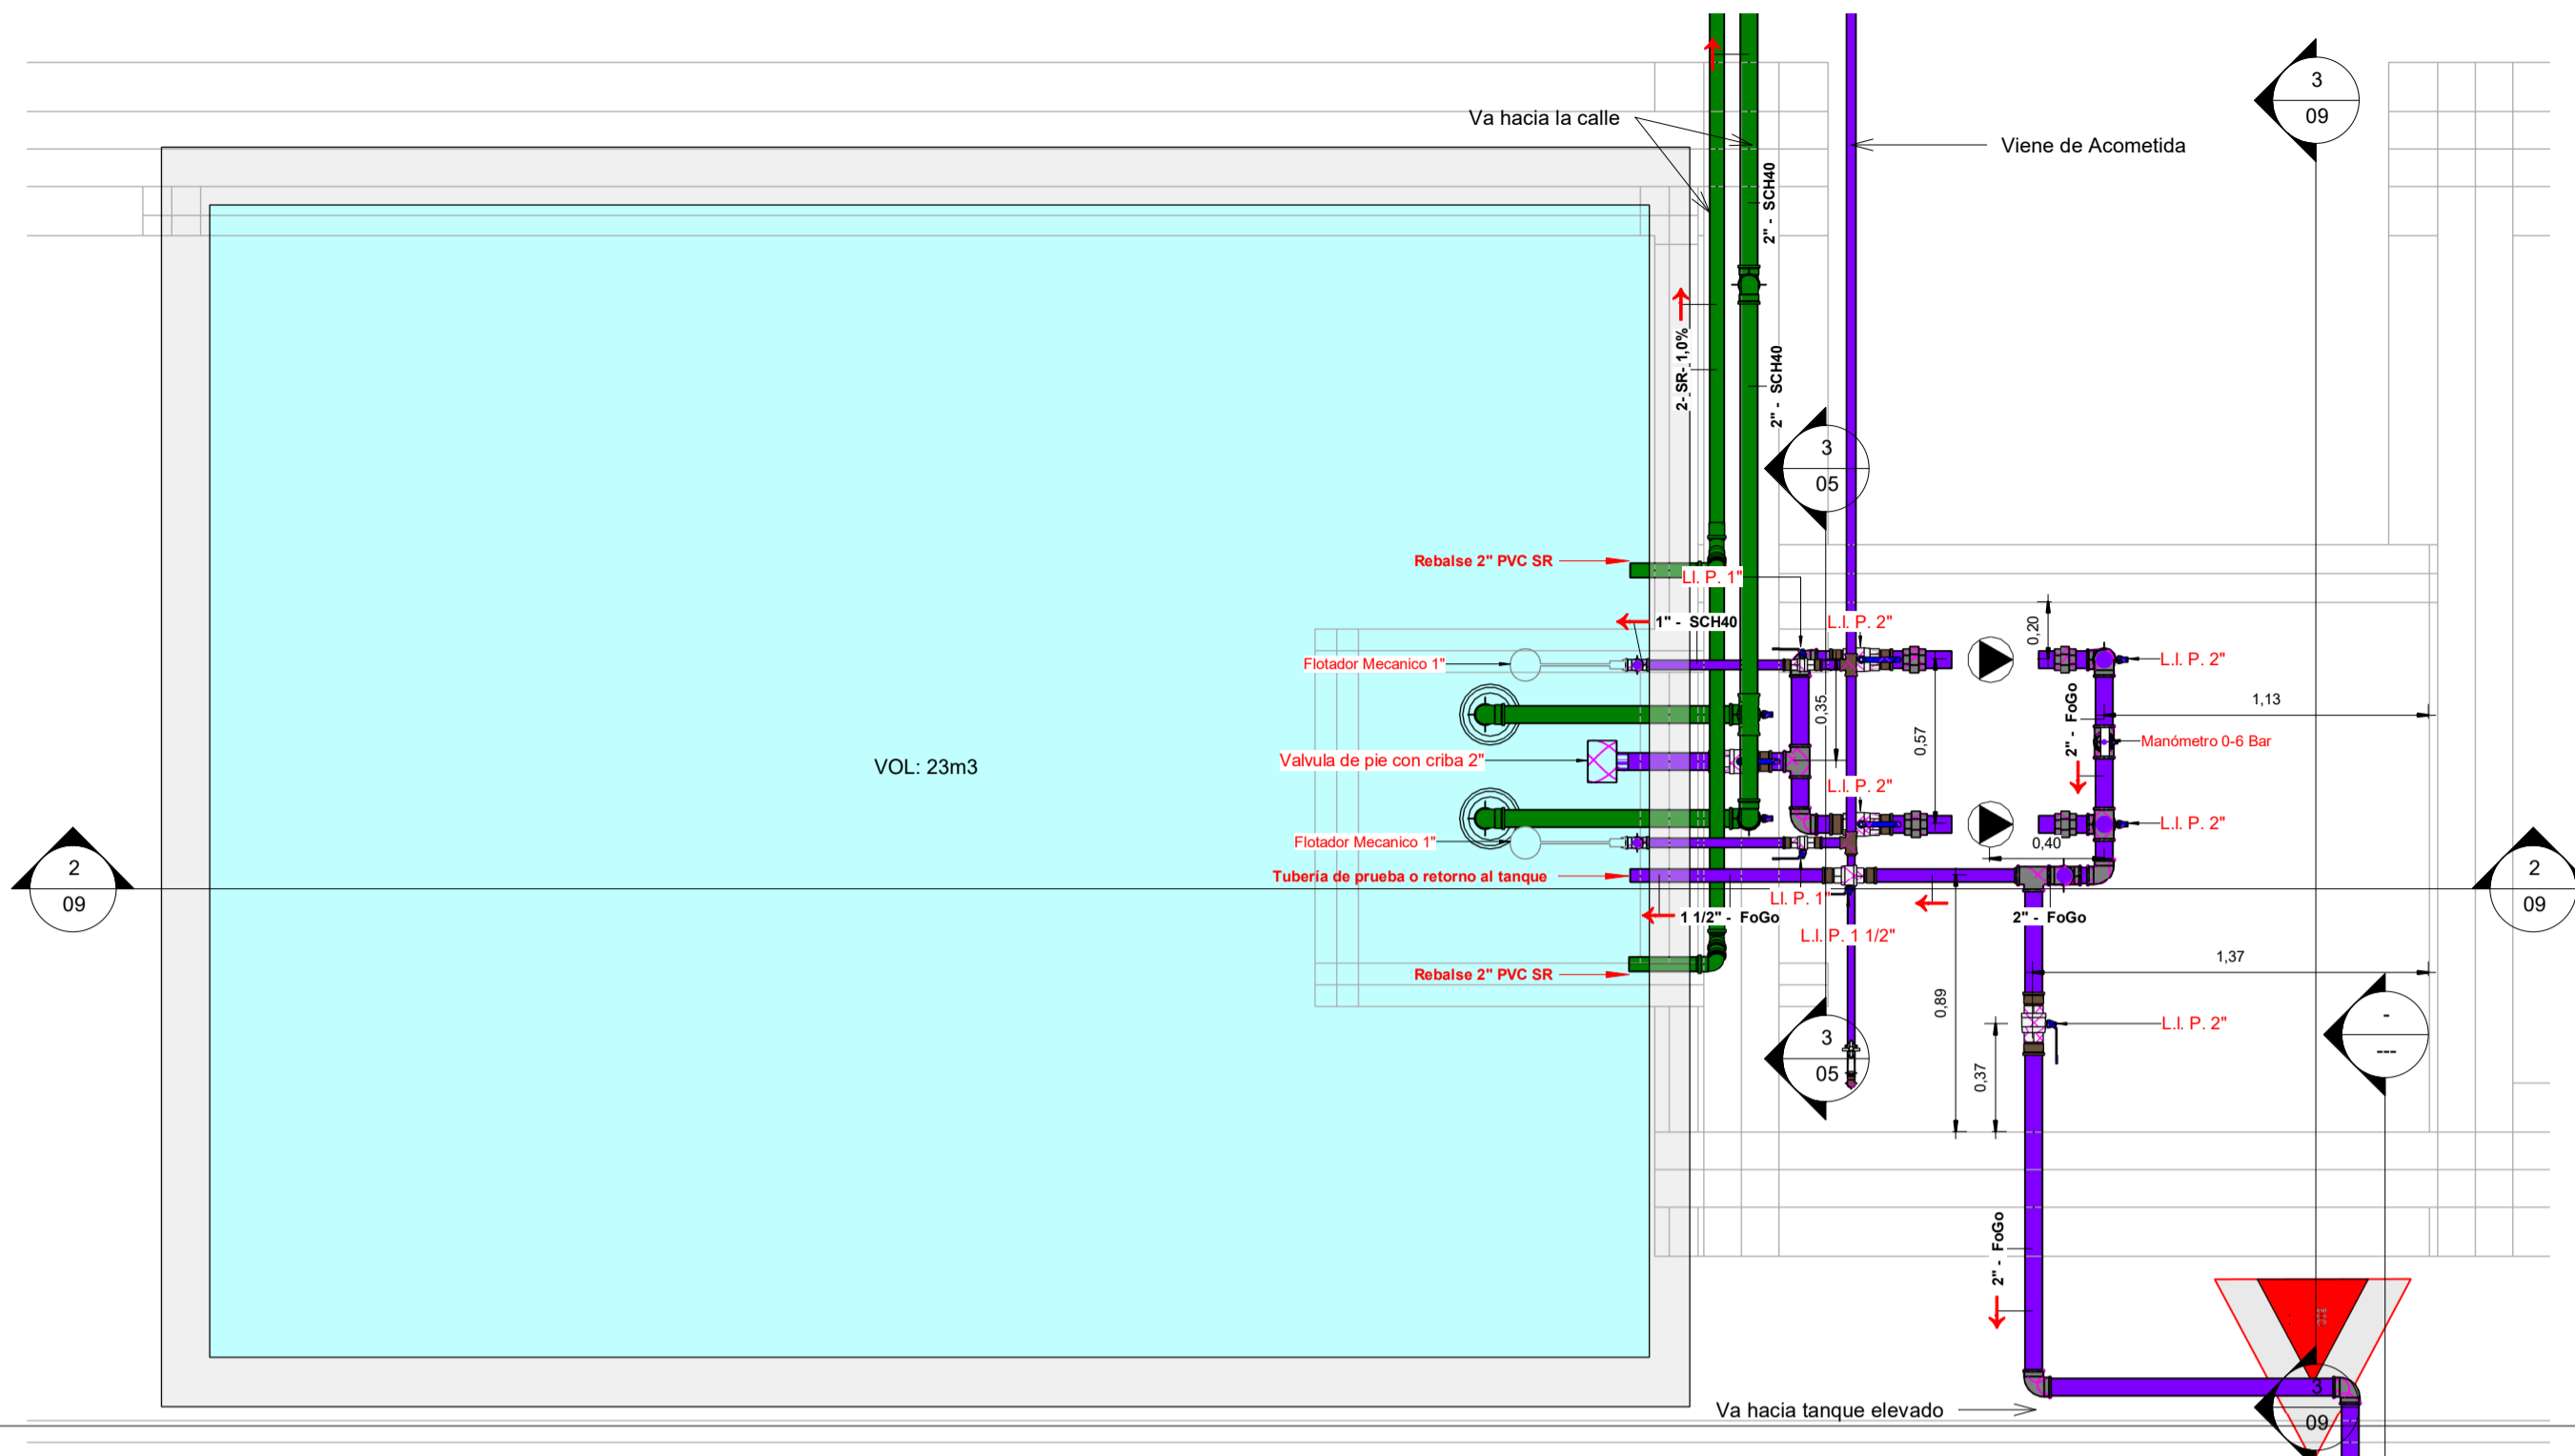 3
09
Va hacia la calle
Viene de Acometida
2" - SCH40
2"- SR- 1,0%
2" - SCH40
3
05
Rebalse 2" PVC SR
Ll. P. 1"
1" - SCH40
L.l. P. 2"
0,20
Flotador Mecanico 1"
L.l. P. 2"
2" - FoGo
1,13
0,35
0,57
Manómetro 0-6 Bar
Valvula de pie con criba 2"
VOL: 23m3
L.l. P. 2"
L.l. P. 2"
Flotador Mecanico 1"
0,40
2
09
Tubería de prueba o retorno al tanque
2
09
Ll. P. 1"
1 1/2" - FoGo
2" - FoGo
L.l. P. 1 1/2"
Rebalse 2" PVC SR
1,37
0,89
L.l. P. 2"
-
---
3
05
0,37
2" - FoGo
3
09
Va hacia tanque elevado